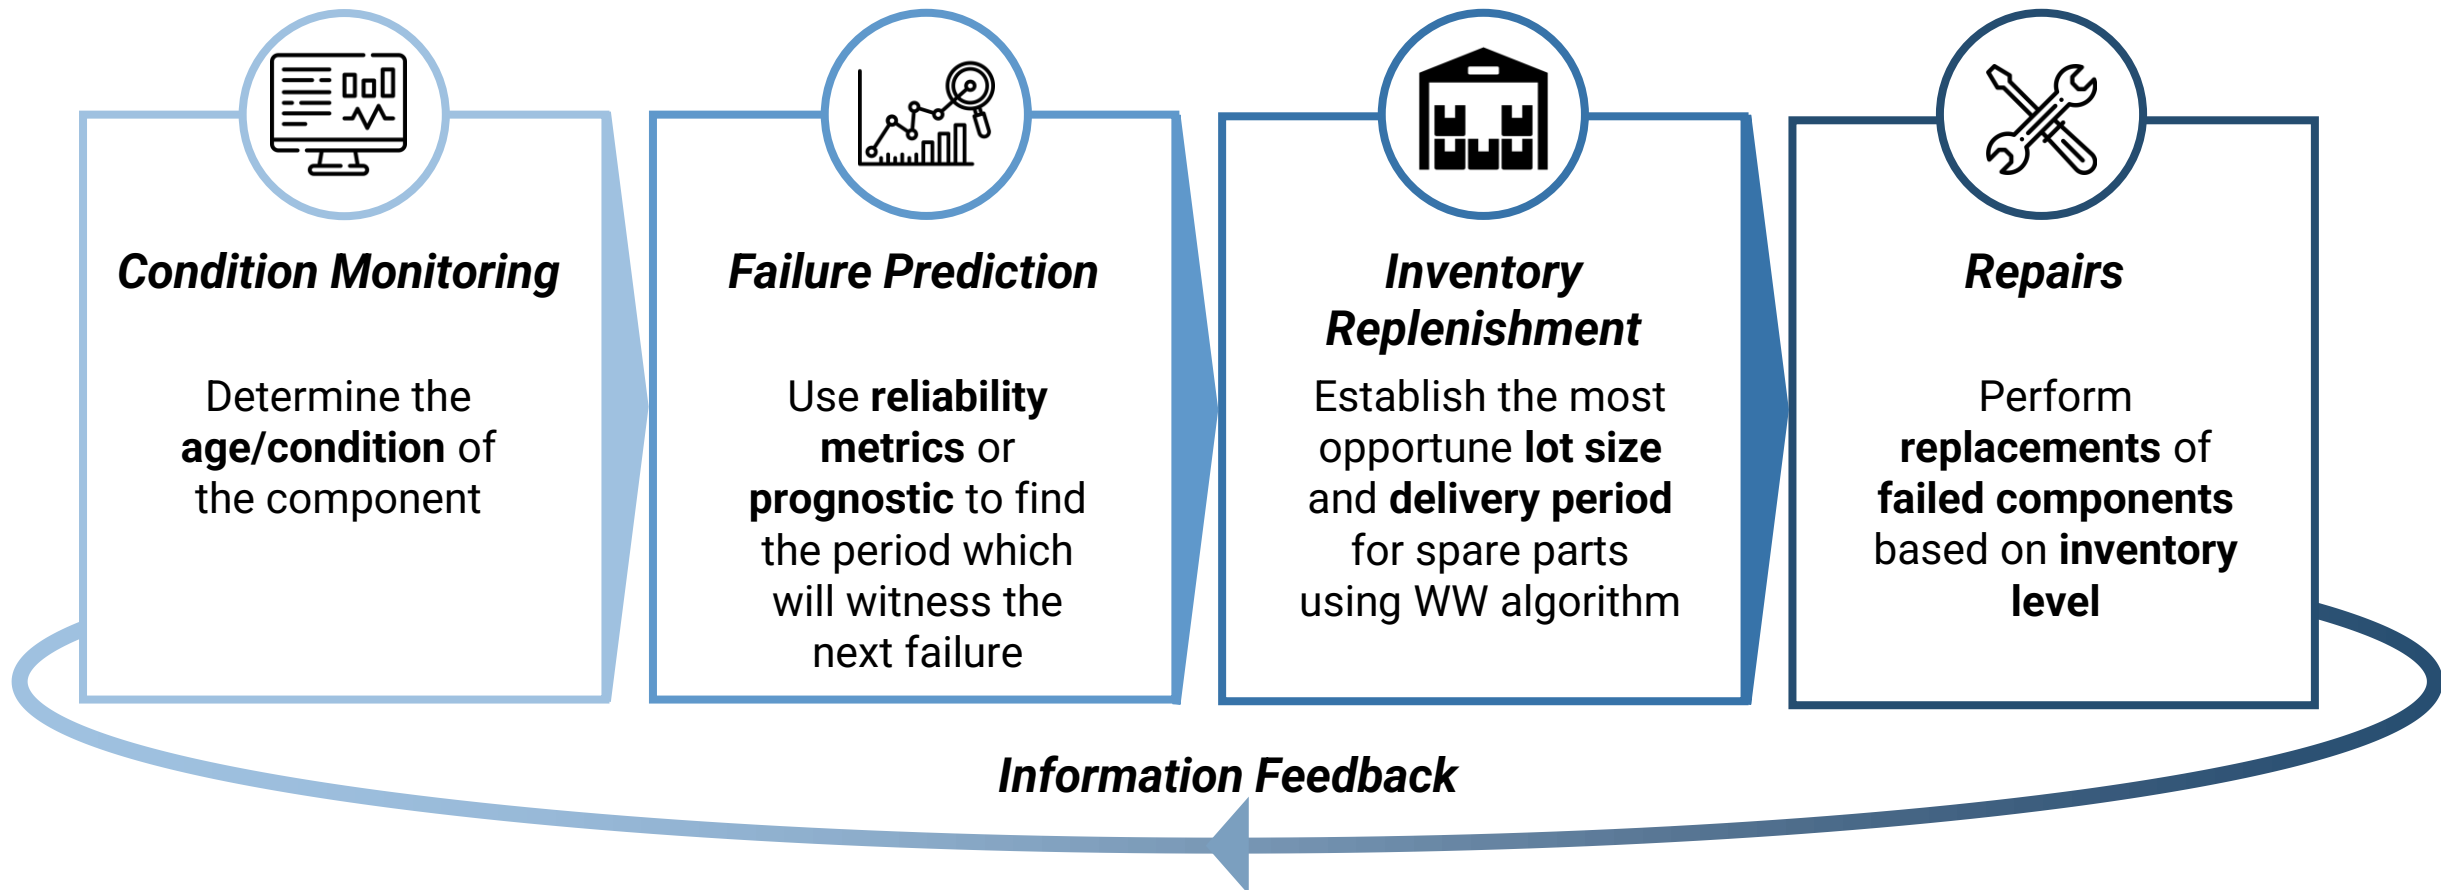 Condition Monitoring
Determine the
age/condition of
the component
Failure Prediction
Use reliability
metrics or
prognostic to find
the period which
will witness the
next failure
Inventory
Replenishment
Establish the most
opportune lot size
and delivery period
for spare parts
using WW algorithm
Repairs
Perform
replacements of
failed components
based on inventory
level
Information Feedback